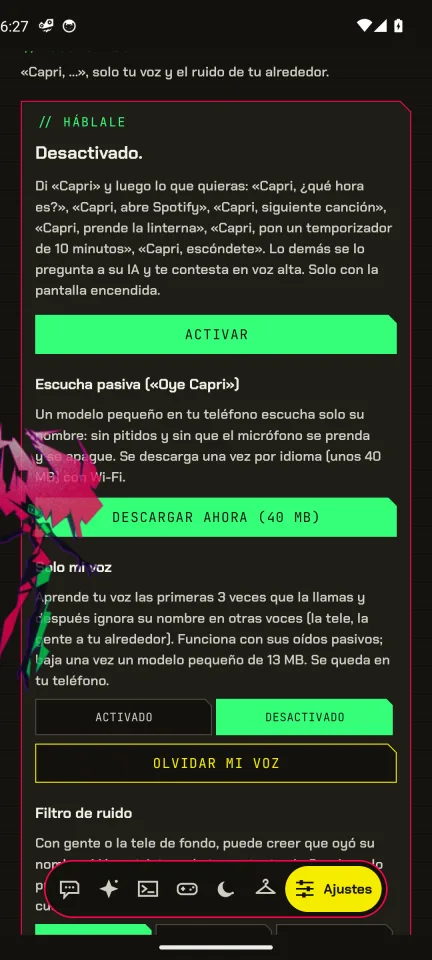 6:27
«Capri, ...», solo tu voz y el ruido de tu alrededor.
// HÁBLALE
Desactivado.
Di «Capri» y luego lo que quieras: «Capri, ¿qué hora
es?», «Capri, abre Spotify», «Capri, siguiente canción»,
«Capri, prende la linterna», «Capri, pon un temporizador
de 10 minutos», «Capri, escóndete». Lo demás se lo
pregunta a su IA y te contesta en voz alta. Solo con la
pantalla encendida.
ACTIVAR
Escucha pasiva («Oye Capri»)
Un modelo pequeño en tu teléfono escucha solo su
nombre: sin pitidos y sin que el micrófono se prenda
y se apague. Se descarga una vez por idioma (unos 40
MB) con Wi-Fi.
DESCARGAR AHORA (40 MB)
Solo mi voz
Aprende tu voz las primeras 3 veces que la llamas y
después ignora su nombre en otras voces (la tele, la
gente a tu alrededor). Funciona con sus oídos pasivos;
baja una vez un modelo pequeño de 13 MB. Se queda en
tu teléfono.
ACTIVADO
DESACTIVADO
OLVIDAR MI VOZ
Filtro de ruido
Con gente o la tele de fondo, puede creer que oyó su
Ajustes